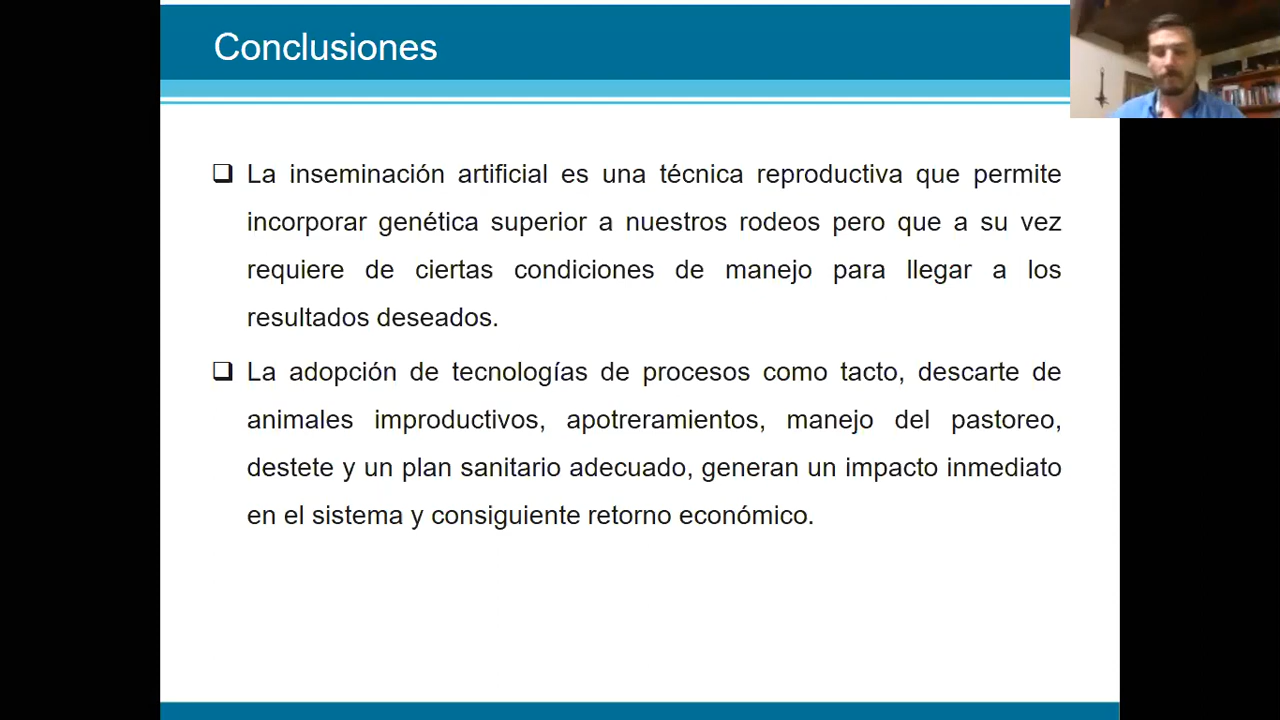 Conclusiones
La inseminación artificial es una técnica reproductiva que permite
incorporar genética superior a nuestros rodeos pero que a su vez
requiere de ciertas condiciones de manejo para llegar a los
resultados deseados.
La adopción de tecnologías de procesos como tacto, descarte de
animales improductivos, apotreramientos, manejo del pastoreo,
destete y un plan sanitario adecuado, generan un impacto inmediato
en el sistema y consiguiente retorno económico.